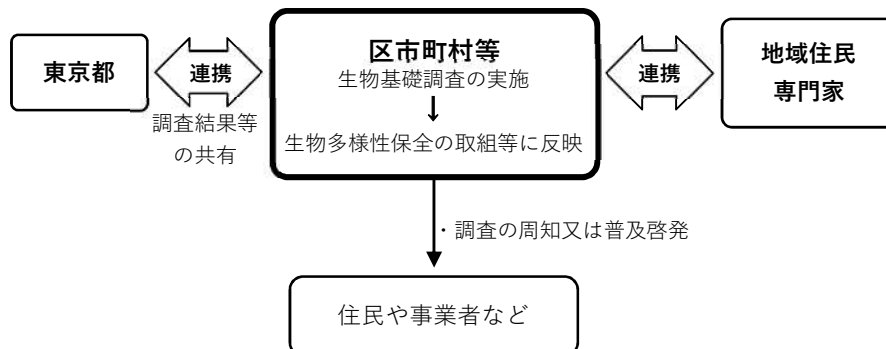 東京都
連携
調査結果等
の共有
区市町村等
生物基礎調査の実施
↓
生物多様性保全の取組等に反映
連携
地域住民
専門家
・調査の周知又は普及啓発
住民や事業者など